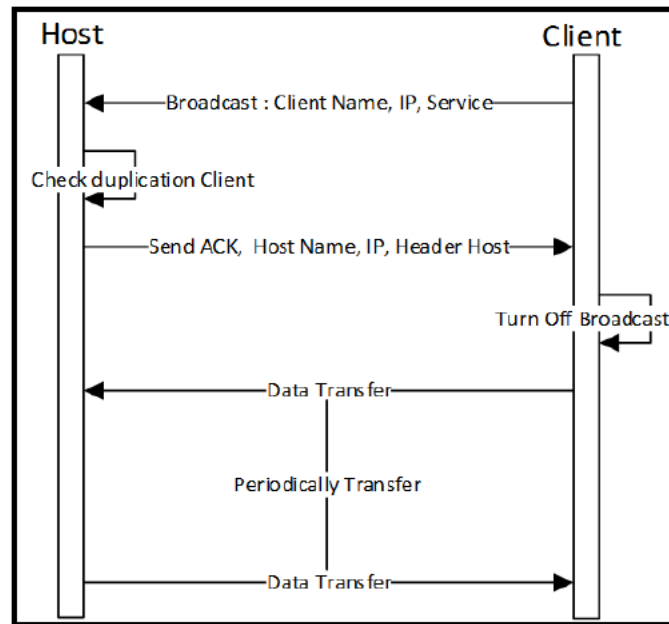 Host
Client
Broadcast : Client Name, IP, Service
Check duplication Client
Send ACK, Host Name, IP, Header Host
Turn Off Broadcast
Data Transfer
Periodically Transfer
Data Transfer